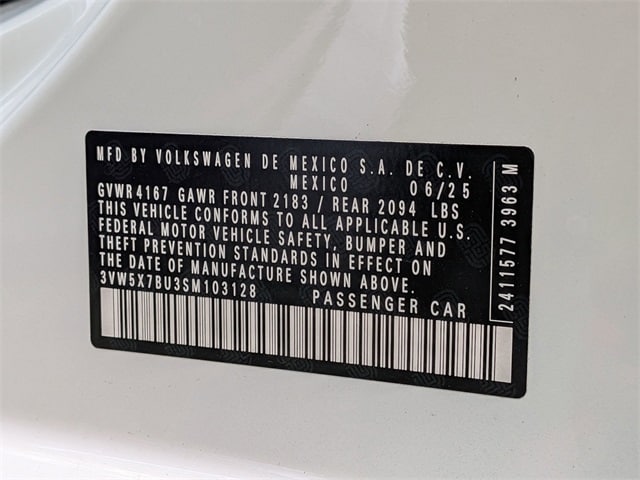 MFD BY VOLKSWAGEN DE MEXICO S.A. DE C.V.
MEXICO 06/25
GVWR 4167 GAWR FRONT 2183 / REAR 2094 LBS
THIS VEHICLE CONFORMS TO ALL APPLICABLE U.S.
FEDERAL MOTOR VEHICLE SAFETY, BUMPER AND
THEFT PREVENTION STANDARDS IN EFFECT ON
THE DATE OF MANUFACTURE SHOWN ABOVE.
3VW5X7BU3SM103128 PASSENGER CAR
2411577 3963 M